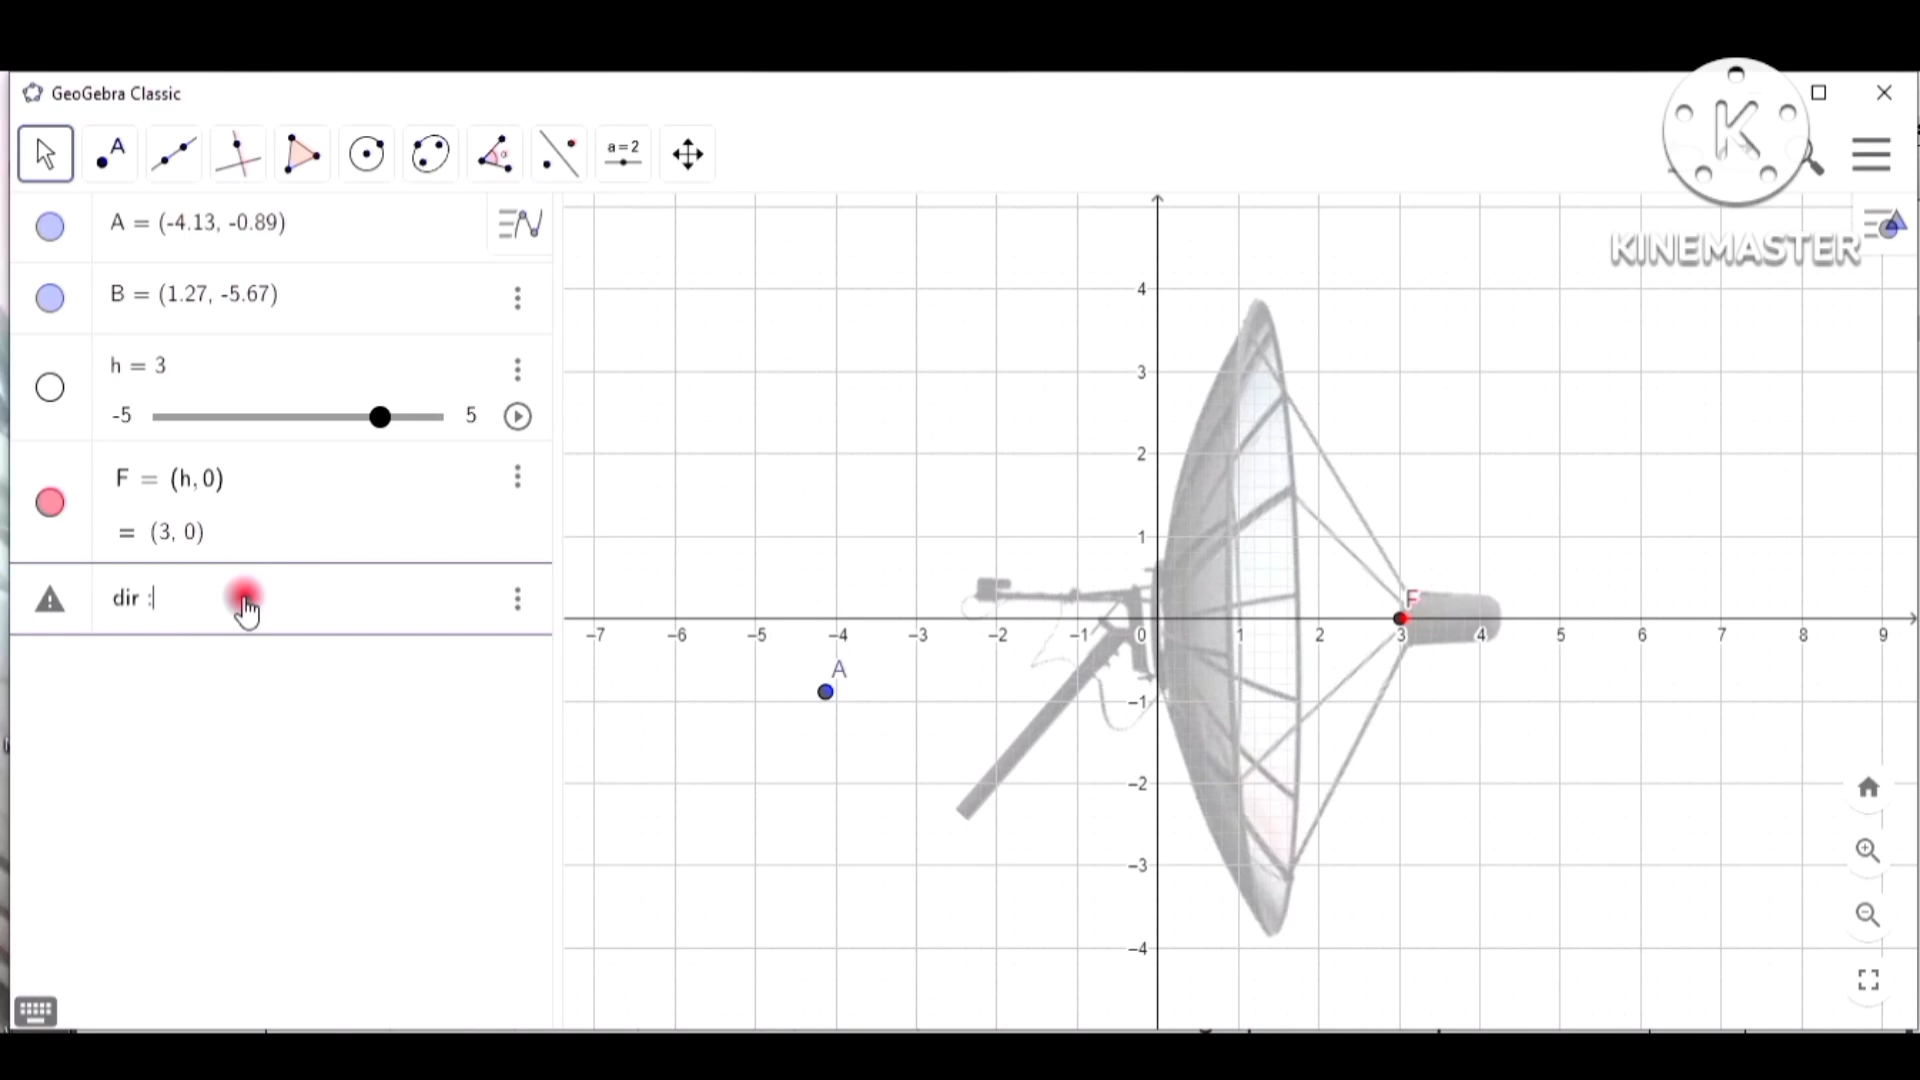 GeoGebra Classic
K
A
a = 2
KINEMASTER
A = (-4.13, -0.89)
B = (1.27, -5.67)
h = 3
-5
5
F = (h, 0)
= (3, 0)
dir :
4
3
2
1
F
−7 −6 −5 −4 −3 −2 −1 0 1 2 3 4 5 6 7 8 9
A
−1
−2
−3
−4